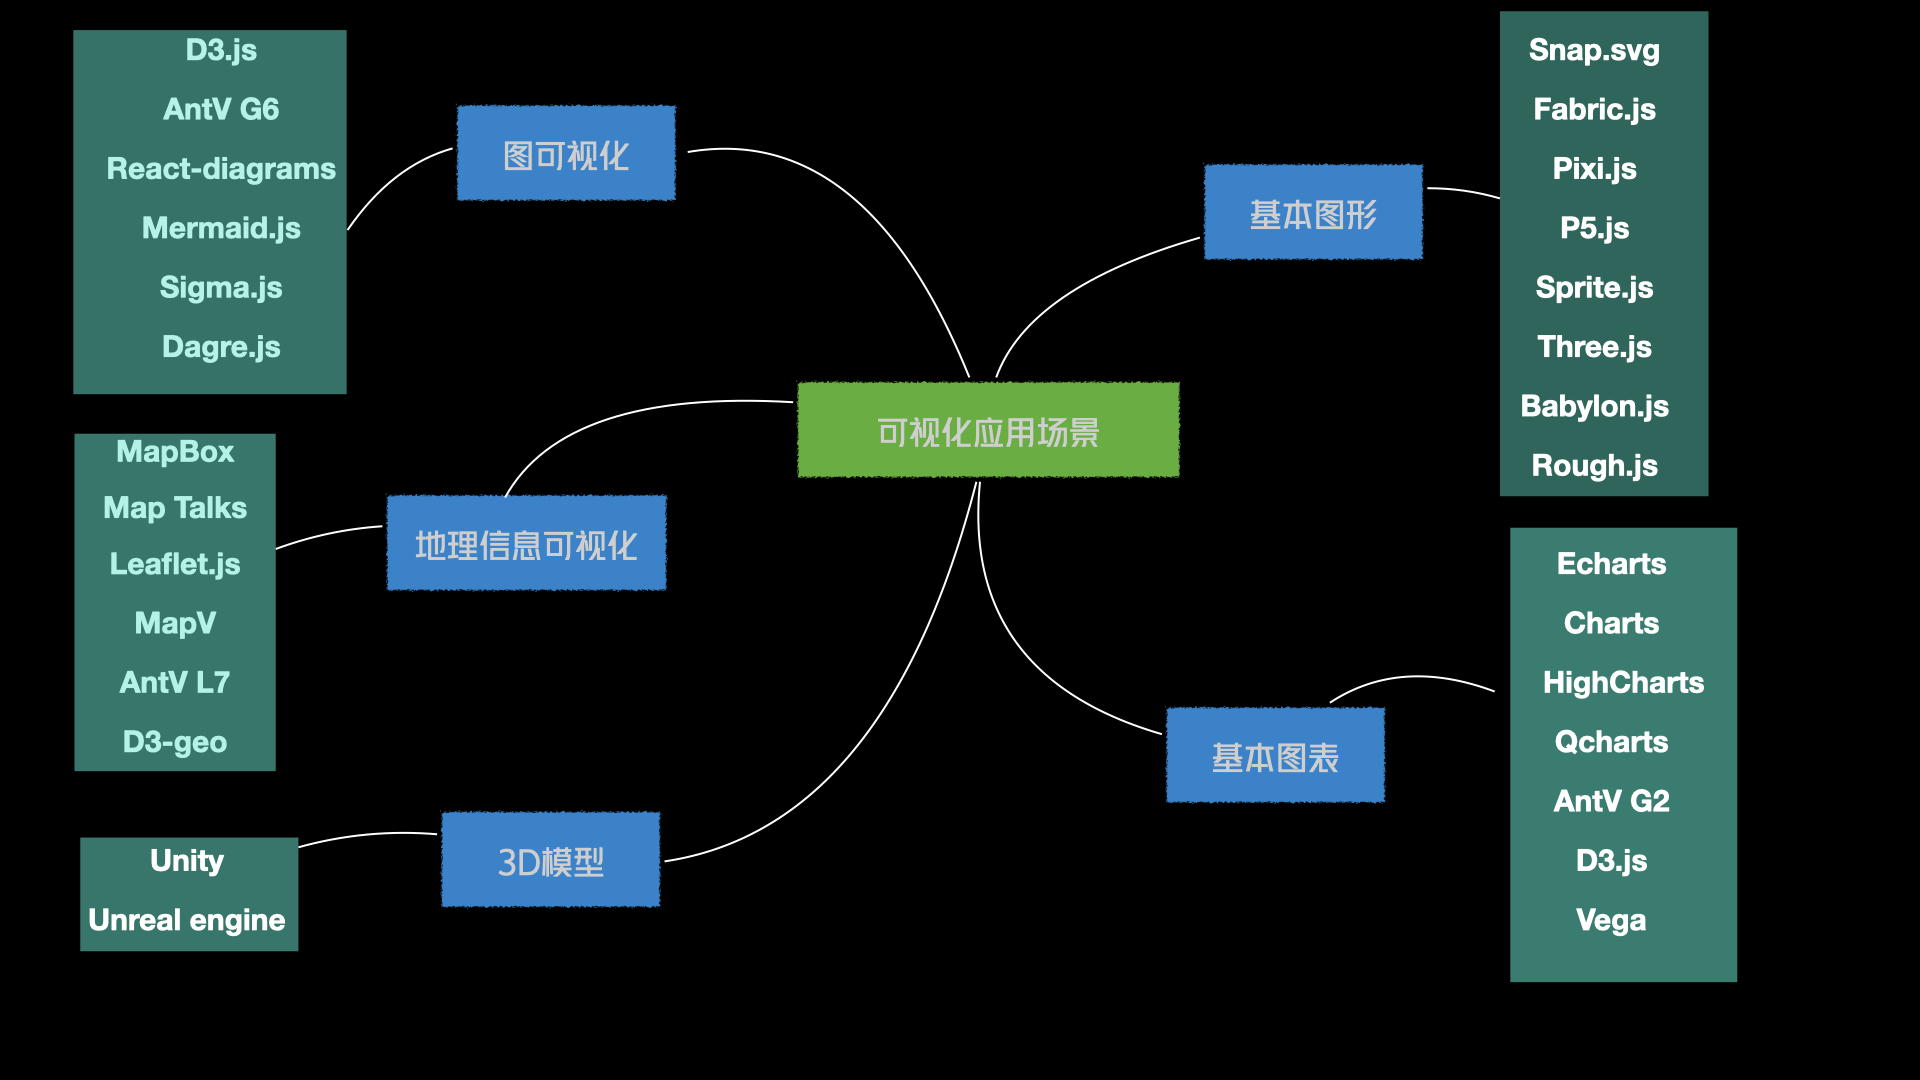 可视化应用场景
图可视化
D3.js
AntV G6
React-diagrams
Mermaid.js
Sigma.js
Dagre.js
地理信息可视化
MapBox
Map Talks
Leaflet.js
MapV
AntV L7
D3-geo
3D模型
Unity
Unreal engine
基本图形
Snap.svg
Fabric.js
Pixi.js
P5.js
Sprite.js
Three.js
Babylon.js
Rough.js
基本图表
Echarts
Charts
HighCharts
Qcharts
AntV G2
D3.js
Vega